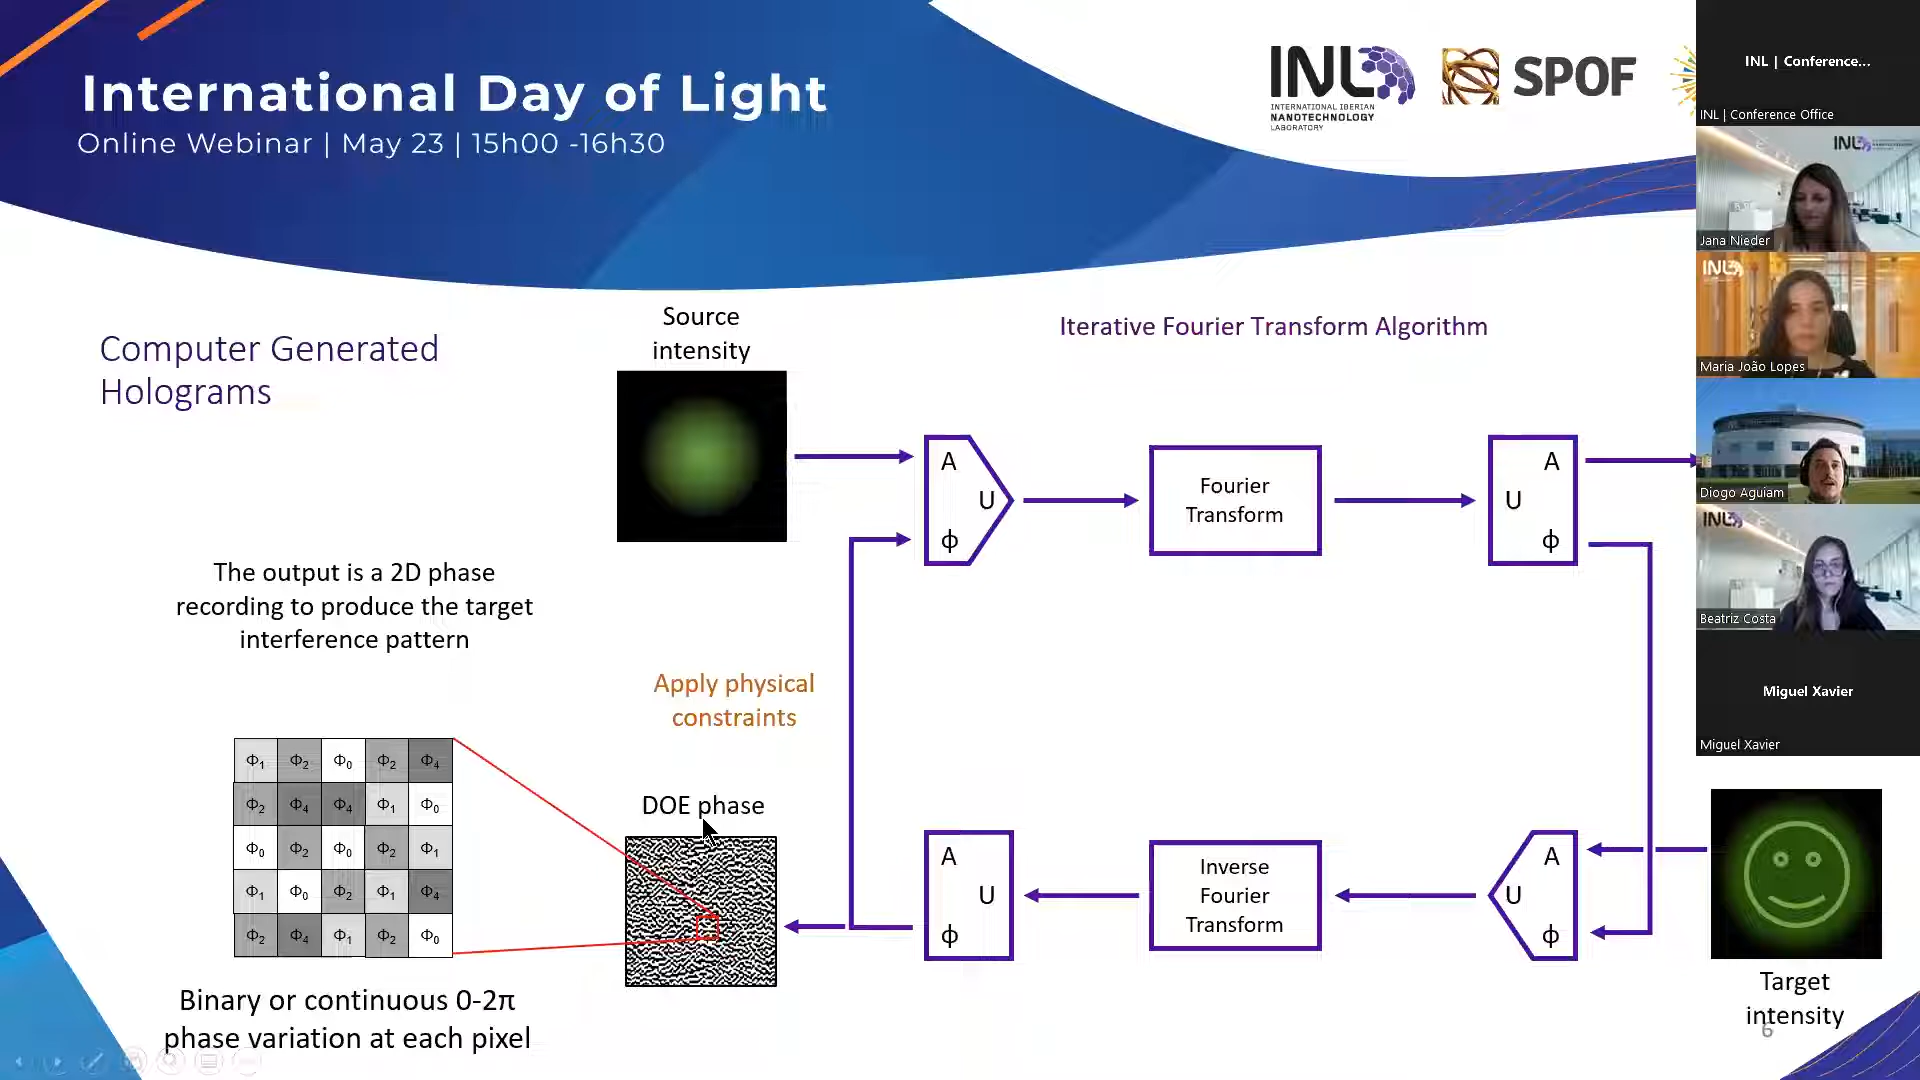 International Day of Light
Online Webinar | May 23 | 15h00 -16h30
INL
INTERNATIONAL IBERIAN
NANOTECHNOLOGY
LABORATORY
SPOF
INL | Conference...
INL | Conference Office
INL
Jana Nieder
INL
Maria João Lopes
Diogo Aguiam
INL
Beatriz Costa
Miguel Xavier
Miguel Xavier
Computer Generated
Holograms
Source
intensity
Iterative Fourier Transform Algorithm
A
U
ϕ
Fourier
Transform
A
U
ϕ
The output is a 2D phase
recording to produce the target
interference pattern
Apply physical
constraints
Φ1 Φ2 Φ0 Φ2 Φ4
Φ2 Φ4 Φ4 Φ1 Φ0
Φ0 Φ2 Φ0 Φ2 Φ1
Φ1 Φ0 Φ2 Φ1 Φ4
Φ2 Φ4 Φ1 Φ2 Φ0
Binary or continuous 0-2π
phase variation at each pixel
DOE phase
A
U
ϕ
Inverse
Fourier
Transform
A
U
ϕ
Target
intensity
6